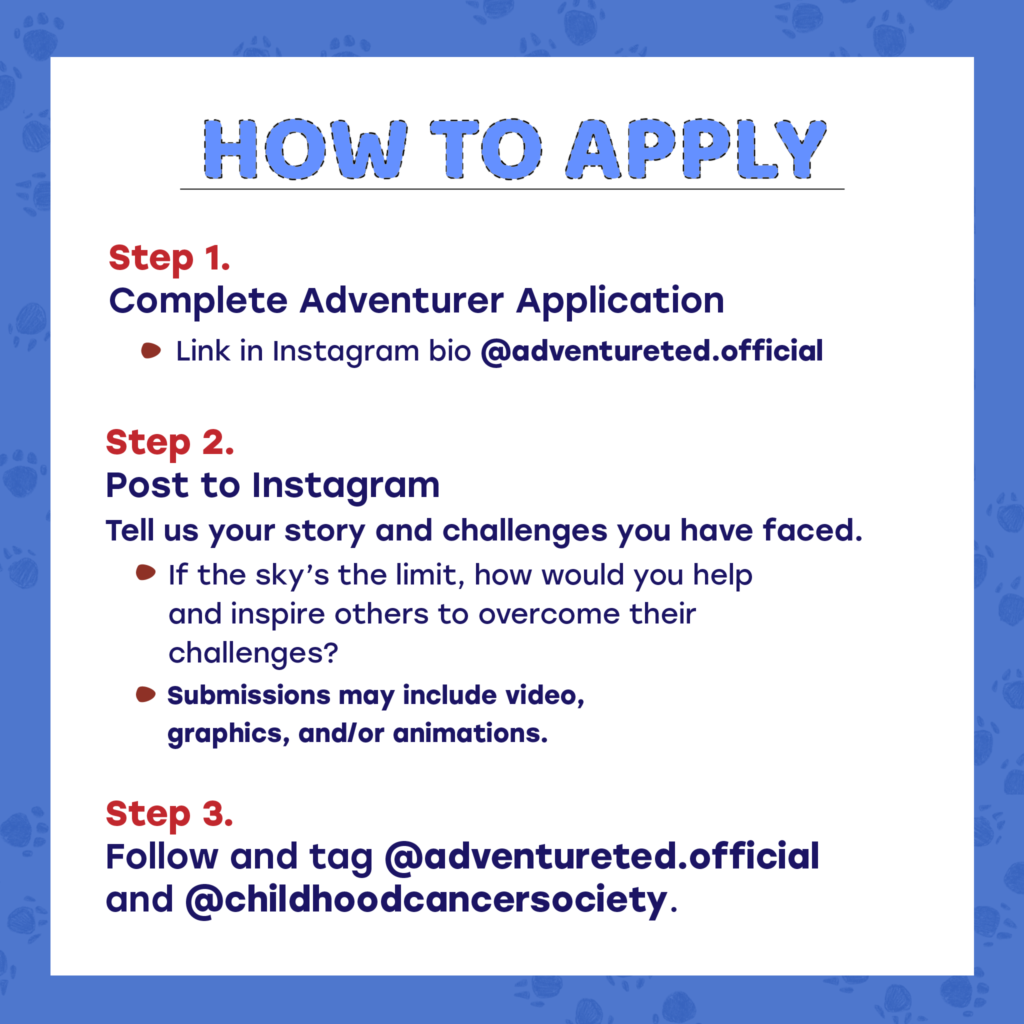 HOW TO APPLY
Step 1.
Complete Adventurer Application
Link in Instagram bio @adventureted.official
Step 2.
Post to Instagram
Tell us your story and challenges you have faced.
If the sky’s the limit, how would you help
and inspire others to overcome their
challenges?
Submissions may include video,
graphics, and/or animations.
Step 3.
Follow and tag @adventureted.official
and @childhoodcancersociety.